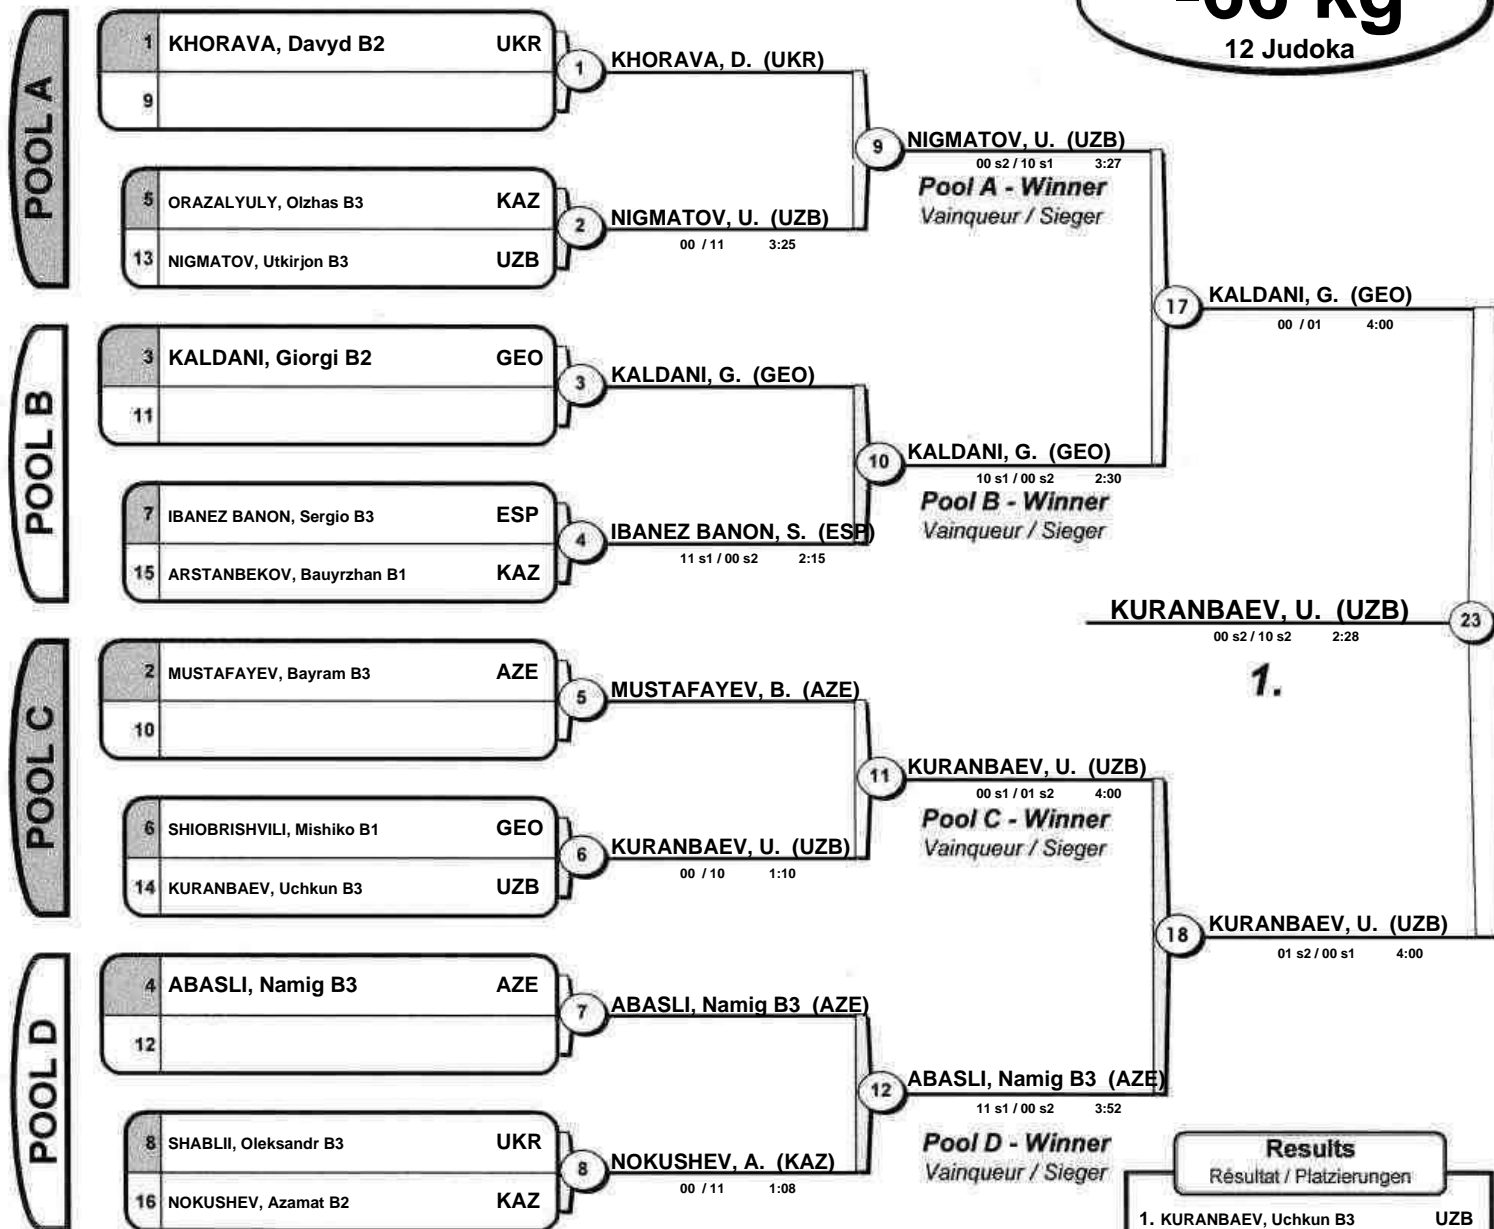 -66 kg
12 Judoka
POOL A
1 KHORAVA, Davyd B2 UKR
9
1 KHORAVA, D. (UKR)
5 ORAZALYULY, Olzhas B3 KAZ
13 NIGMATOV, Utkirjon B3 UZB
2 NIGMATOV, U. (UZB)
00 / 11 3:25
9 NIGMATOV, U. (UZB)
00 s2 / 10 s1 3:27
Pool A - Winner
Vainqueur / Sieger
POOL B
3 KALDANI, Giorgi B2 GEO
11
3 KALDANI, G. (GEO)
7 IBANEZ BANON, Sergio B3 ESP
15 ARSTANBEKOV, Bauyrzhan B1 KAZ
4 IBANEZ BANON, S. (ESP)
11 s1 / 00 s2 2:15
10 KALDANI, G. (GEO)
10 s1 / 00 s2 2:30
Pool B - Winner
Vainqueur / Sieger
17 KALDANI, G. (GEO)
00 / 01 4:00
KURANBAEV, U. (UZB) 23
00 s2 / 10 s2 2:28
1.
POOL C
2 MUSTAFAYEV, Bayram B3 AZE
10
5 MUSTAFAYEV, B. (AZE)
6 SHIOBRISHVILI, Mishiko B1 GEO
14 KURANBAEV, Uchkun B3 UZB
6 KURANBAEV, U. (UZB)
00 / 10 1:10
11 KURANBAEV, U. (UZB)
00 s1 / 01 s2 4:00
Pool C - Winner
Vainqueur / Sieger
18 KURANBAEV, U. (UZB)
01 s2 / 00 s1 4:00
POOL D
4 ABASLI, Namig B3 AZE
12
7 ABASLI, Namig B3 (AZE)
8 SHABLII, Oleksandr B3 UKR
16 NOKUSHEV, Azamat B2 KAZ
8 NOKUSHEV, A. (KAZ)
00 / 11 1:08
12 ABASLI, Namig B3 (AZE)
11 s1 / 00 s2 3:52
Pool D - Winner
Vainqueur / Sieger
Results
Résultat / Platzierungen
1. KURANBAEV, Uchkun B3 UZB